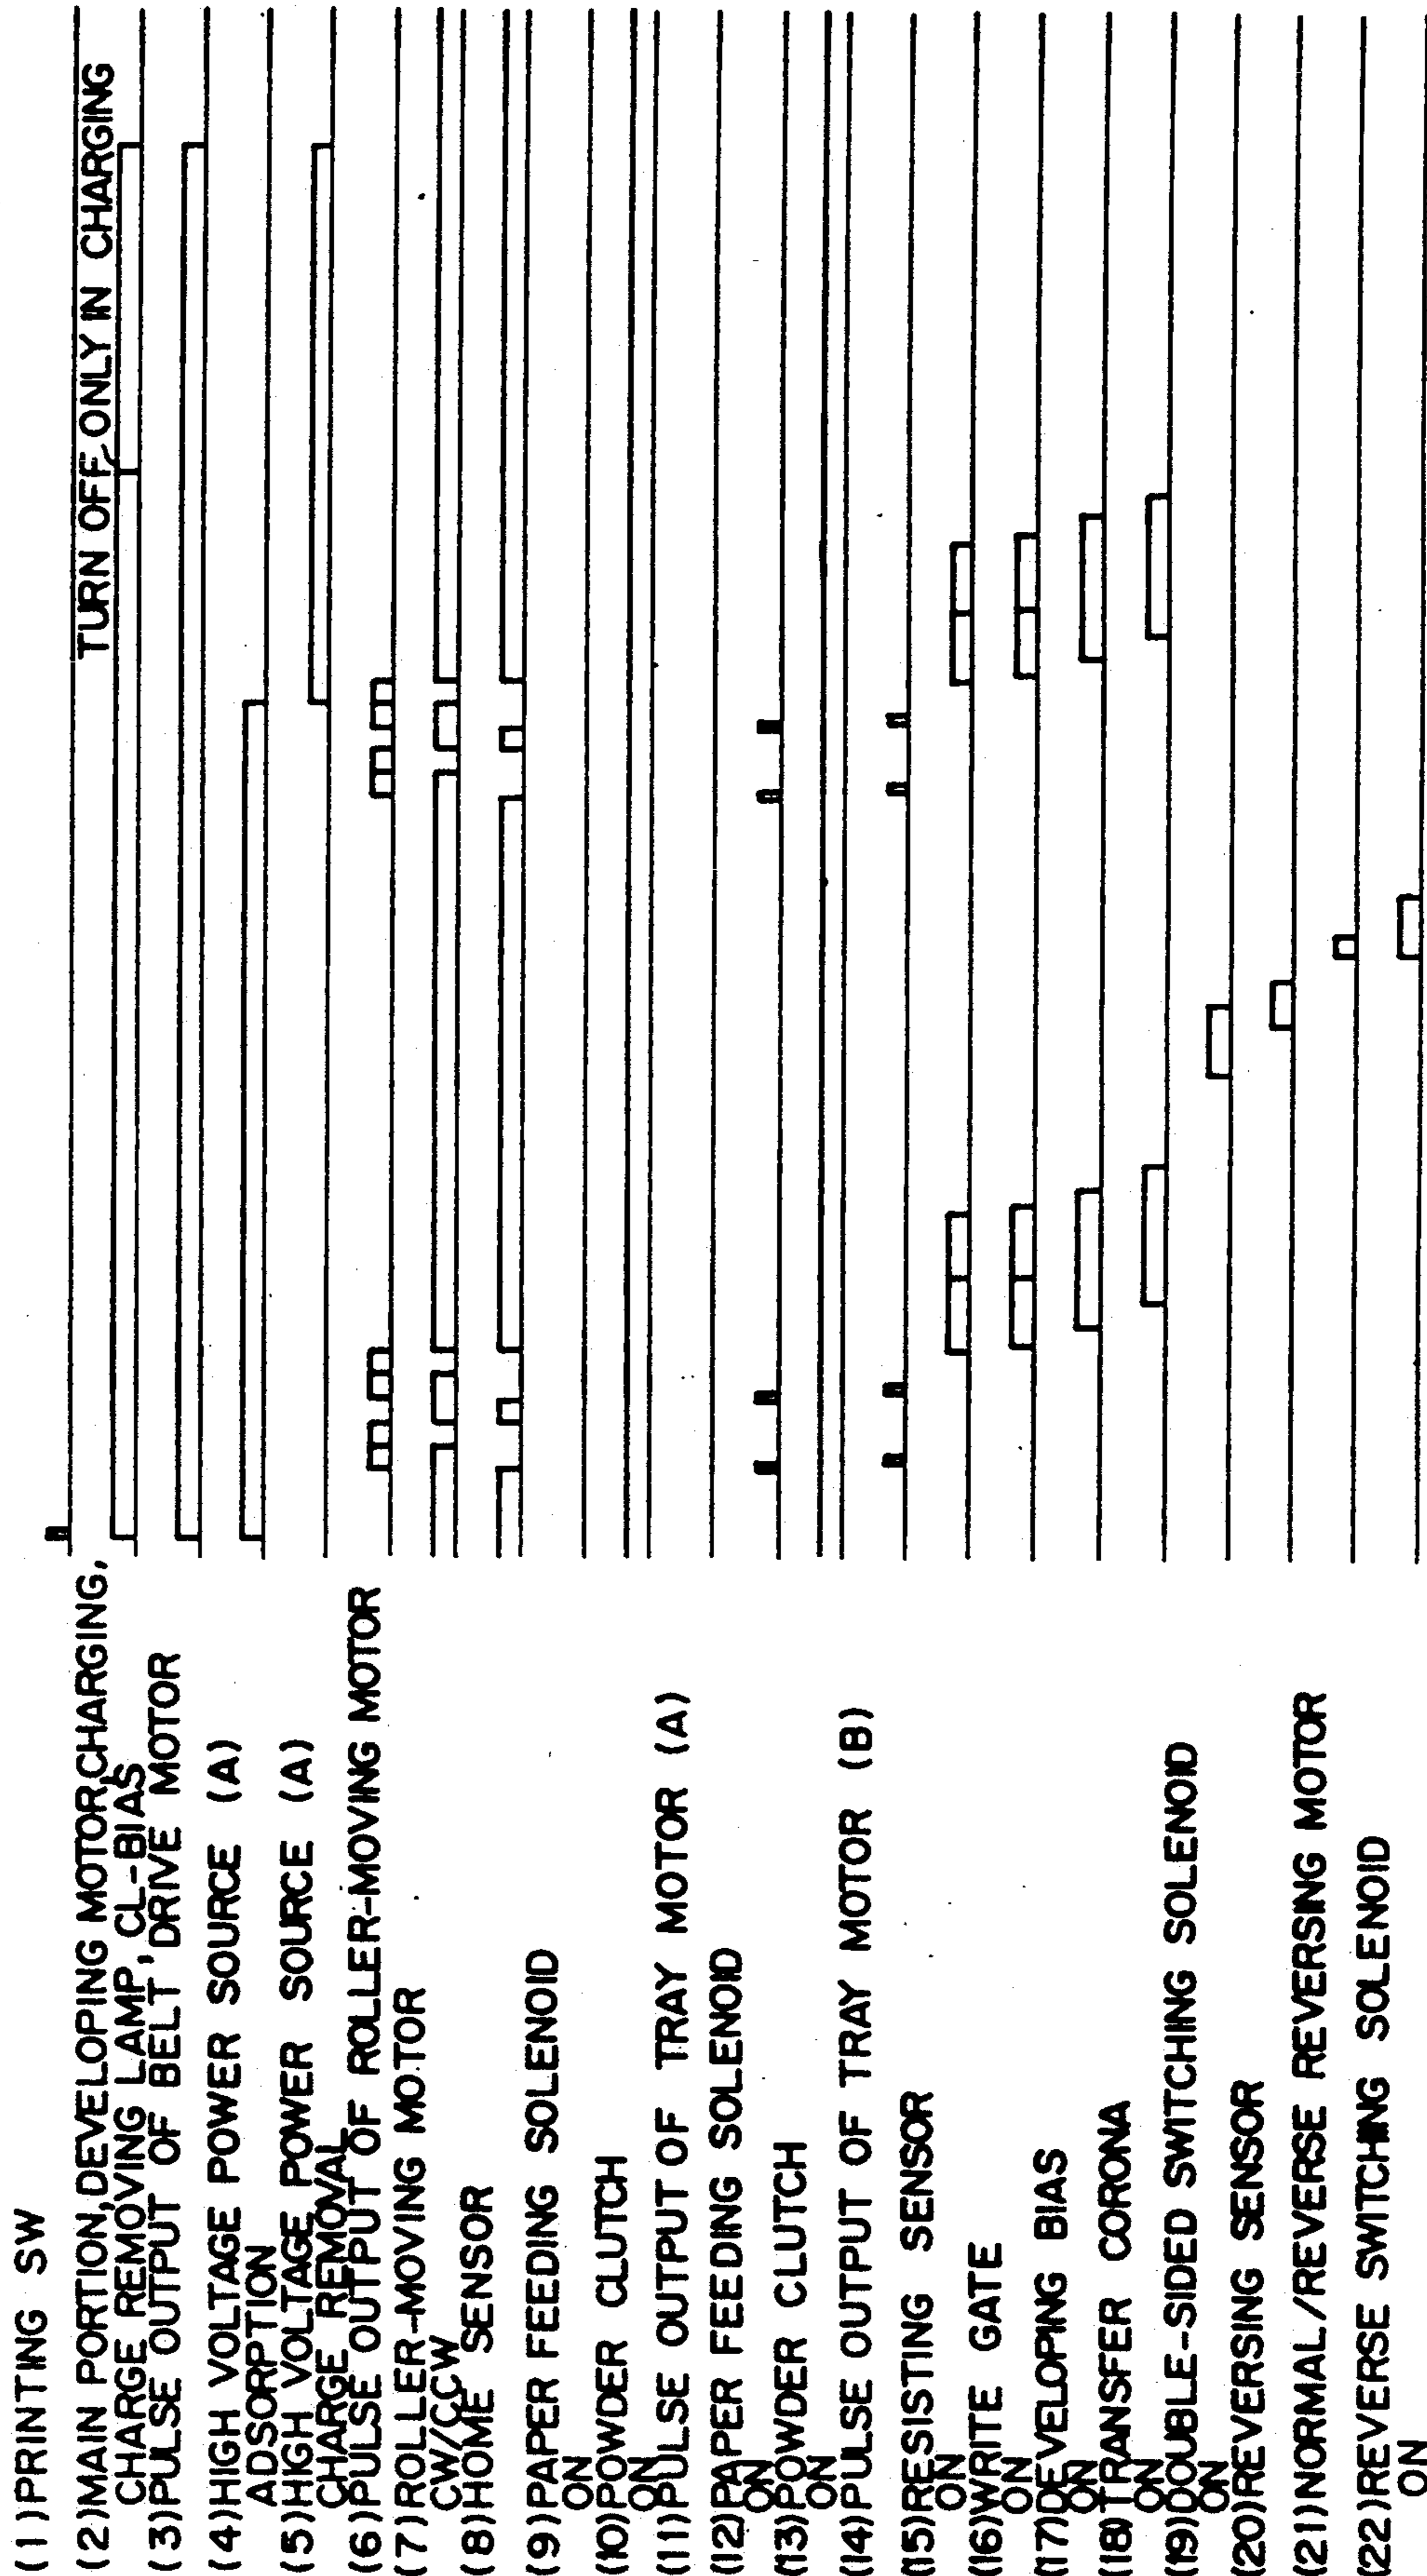 (1) PRINTING SW
(2) MAIN PORTION, DEVELOPING MOTOR, CHARGING,
CHARGE REMOVING LAMP, CL-BIAS
(3) PULSE OUTPUT OF BELT DRIVE MOTOR
(4) HIGH VOLTAGE POWER SOURCE (A)
ADSORPTION
(5) HIGH VOLTAGE POWER SOURCE (A)
CHARGE REMOVAL
(6) PULSE OUTPUT OF ROLLER-MOVING MOTOR
(7) ROLLER-MOVING MOTOR
CW/CCW
(8) HOME SENSOR
(9) PAPER FEEDING SOLENOID
ON
(10) POWDER CLUTCH
ON
(11) PULSE OUTPUT OF TRAY MOTOR (A)
(12) PAPER FEEDING SOLENOID
ON
(13) POWDER CLUTCH
ON
(14) PULSE OUTPUT OF TRAY MOTOR (B)
(15) RESISTING SENSOR
ON
(16) WRITE GATE
ON
(17) DEVELOPING BIAS
ON
(18) TRANSFER CORONA
ON
(19) DOUBLE-SIDED SWITCHING SOLENOID
ON
(20) REVERSING SENSOR
(21) NORMAL/REVERSE REVERSING MOTOR
(22) REVERSE SWITCHING SOLENOID
ON
TURN OFF ONLY IN CHARGING